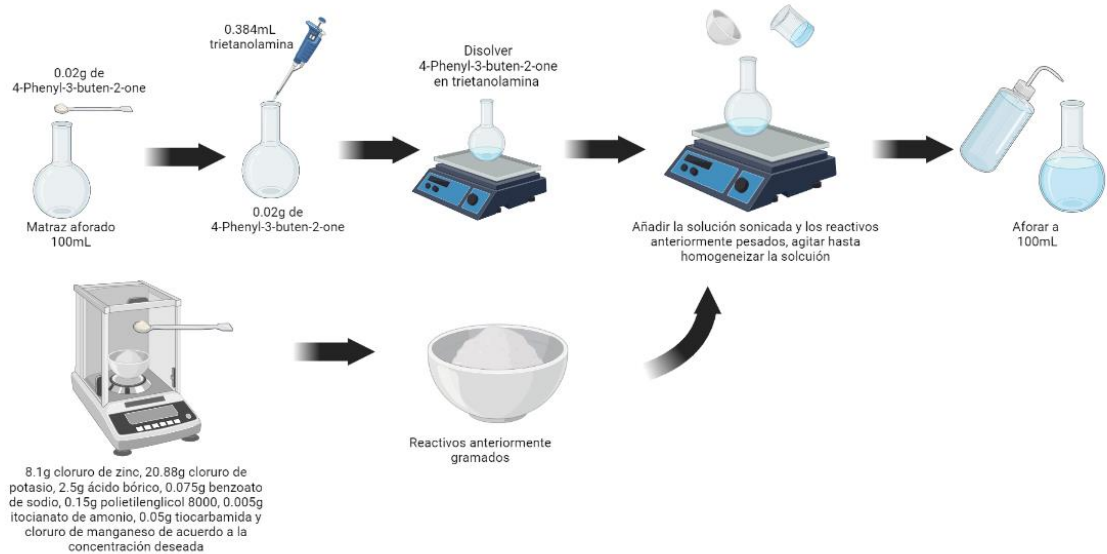 0.02g de
4-Phenyl-3-buten-2-one
Matraz aforado
100mL
0.384mL
trietanolamina
0.02g de
4-Phenyl-3-buten-2-one
Disolver
4-Phenyl-3-buten-2-one
en trietanolamina
Añadir la solución sonicada y los reactivos
anteriormente pesados, agitar hasta
homogeneizar la solcuión
Aforar a
100mL
8.1g cloruro de zinc, 20.88g cloruro de
potasio, 2.5g ácido bórico, 0.075g benzoato
de sodio, 0.15g polietilenglicol 8000, 0.005g
itocianato de amonio, 0.05g tiocarbamida y
cloruro de manganeso de acuerdo a la
concentración deseada
Reactivos anteriormente
gramados